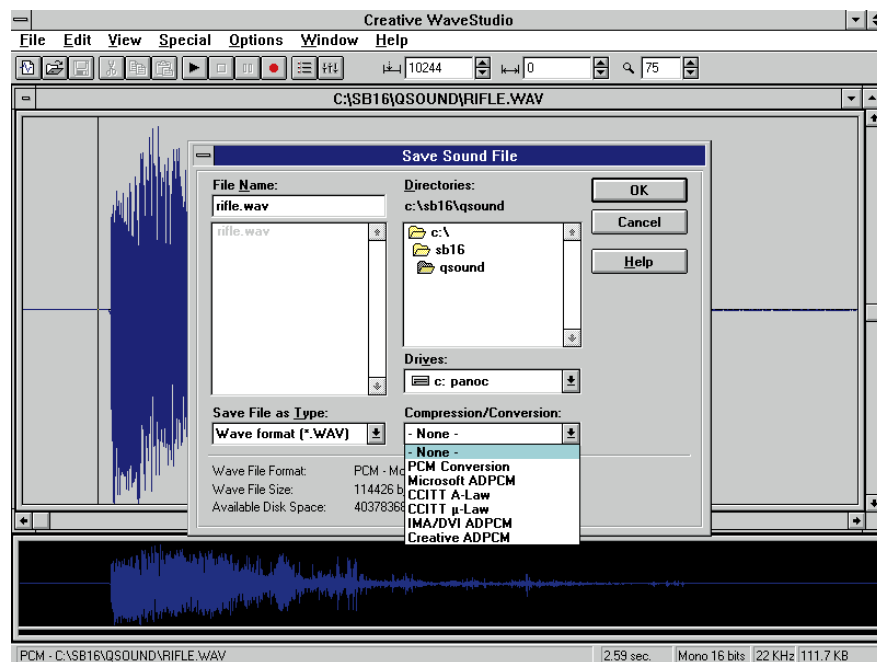 Creative WaveStudio
File Edit View Special Options Window Help
10244 0 75
C:\SB16\QSOUND\RIFLE.WAV
Save Sound File
File Name:
rifle.wav
rifle.wav
Directories:
c:\sb16\qsound
c:\
sb16
qsound
OK
Cancel
Help
Drives:
c: panoc
Save File as Type:
Wave format (*.WAV)
Compression/Conversion:
- None -
- None -
PCM Conversion
Microsoft ADPCM
CCITT A-Law
CCITT µ-Law
IMA/DVI ADPCM
Creative ADPCM
Wave File Format: PCM - Mo
Wave File Size: 114426 b
Available Disk Space: 40378368
PCM - C:\SB16\QSOUND\RIFLE.WAV 2.59 sec. Mono 16 bits 22 KHz 111.7 KB